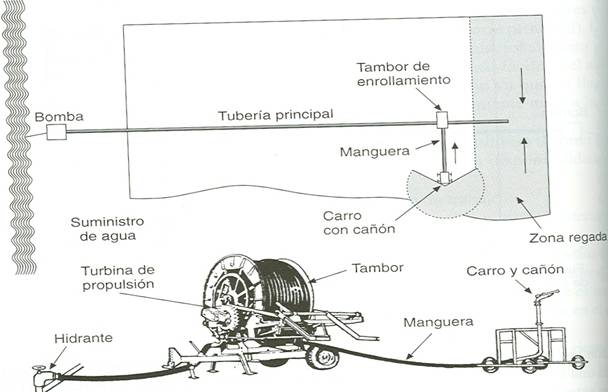 Tambor de
enrollamiento
Bomba
Tubería principal
Manguera
Carro
con cañón
Zona regada
Suministro
de agua
Turbina de
propulsión
Tambor
Carro y cañón
Manguera
Hidrante